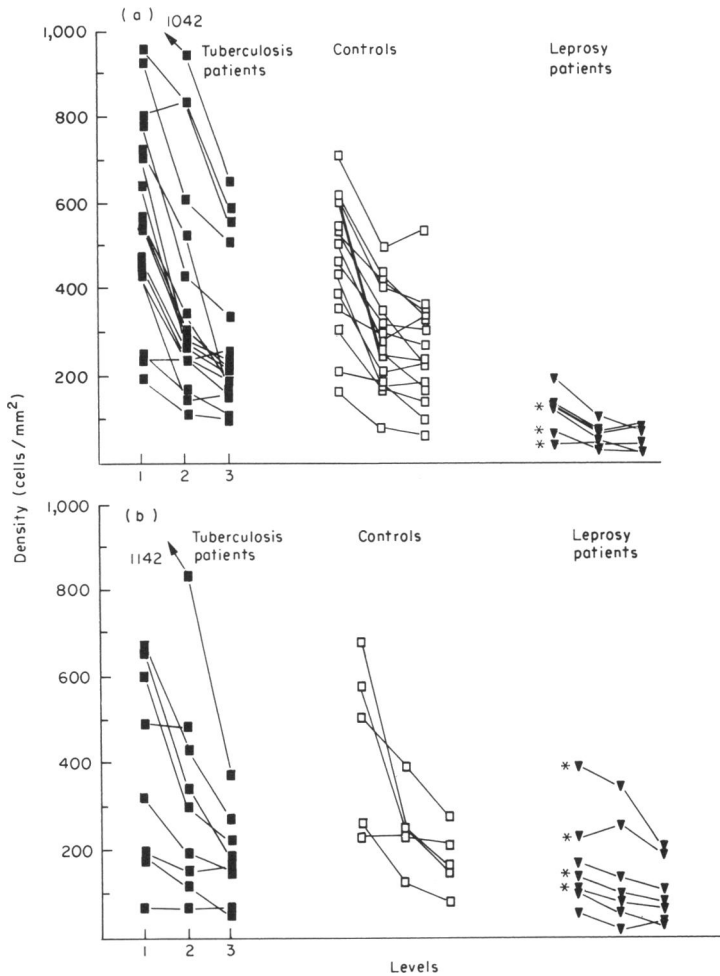 (a)
1042
1,000
800
600
400
200
Tuberculosis patients
Controls
Leprosy patients
*
*
*
1 2 3
Density (cells/mm²)
(b)
1142
1,000
800
600
400
200
Tuberculosis patients
Controls
Leprosy patients
*
*
*
*
1 2 3
Levels